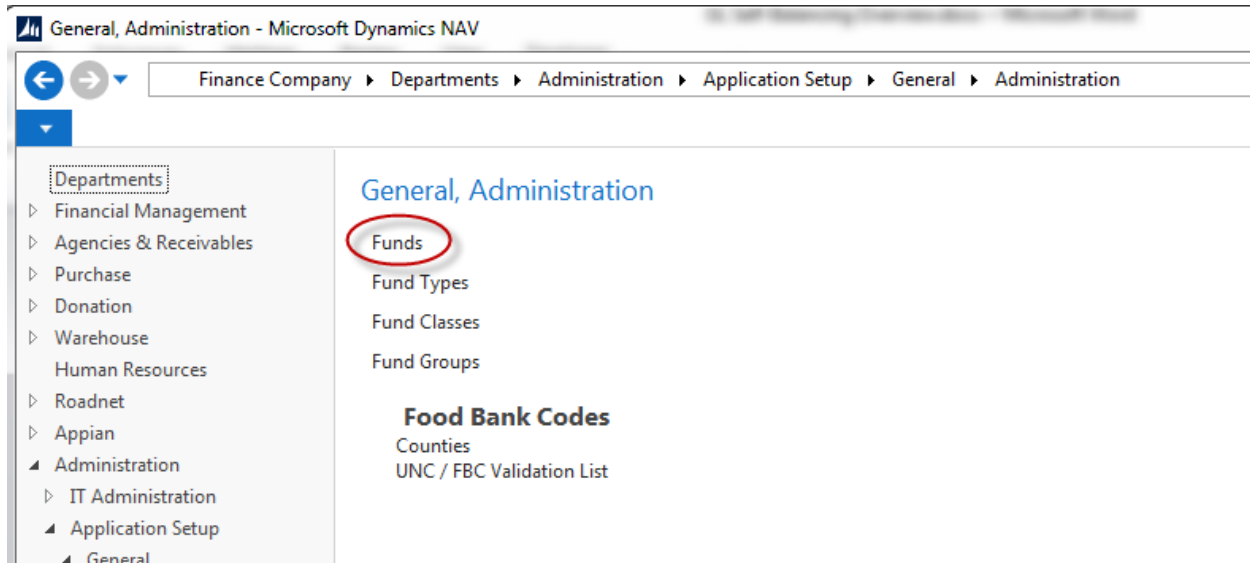 General, Administration - Microsoft Dynamics NAV
Finance Company Departments Administration Application Setup General Administration
Departments
Financial Management
Agencies & Receivables
Purchase
Donation
Warehouse
Human Resources
Roadnet
Appian
Administration
IT Administration
Application Setup
General
General, Administration
Funds
Fund Types
Fund Classes
Fund Groups
Food Bank Codes
Counties
UNC / FBC Validation List